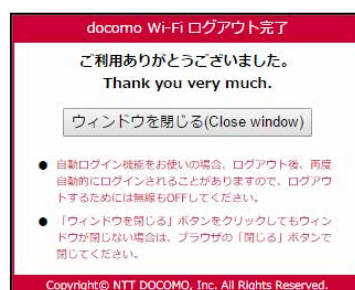 docomo Wi-Fi ログアウト完了
ご利用ありがとうございました。
Thank you very much.
ウィンドウを閉じる(Close window)
● 自動ログイン機能をお使いの場合、ログアウト後、再度
自動的にログインされることがありますので、ログアウ
トするためには無線もOFFしてください。
● 「ウィンドウを閉じる」ボタンをクリックしてもウィン
ドウが閉じない場合は、ブラウザの「閉じる」ボタンで
閉じてください。
Copyright© NTT DOCOMO, Inc. All Rights Reserved.